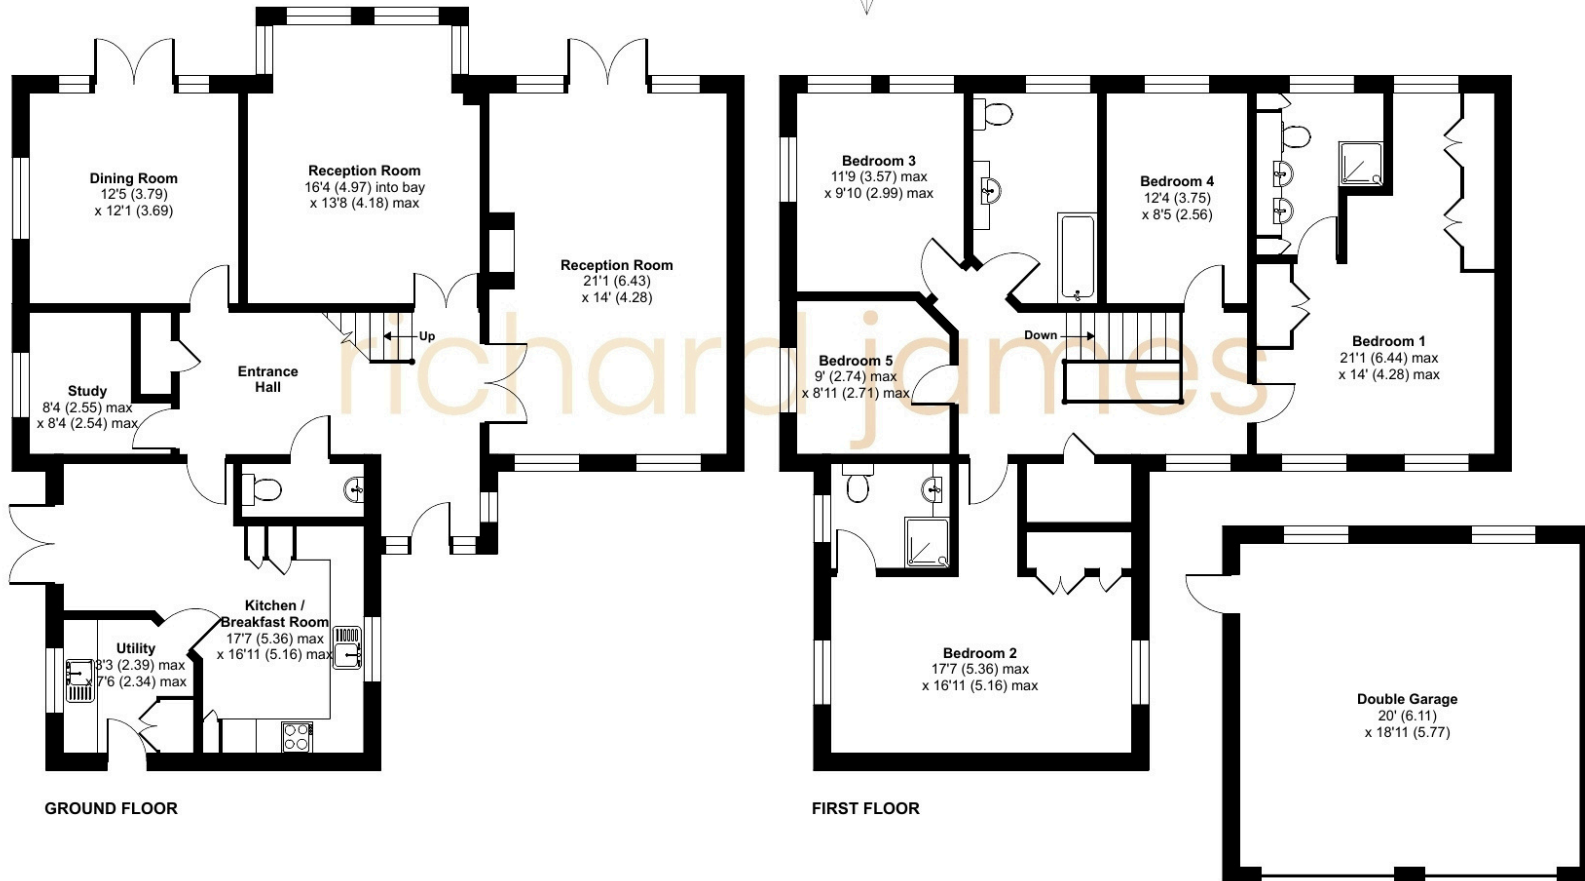 Dining Room
12'5 (3.79)
x 12'1 (3.69)
Reception Room
16'4 (4.97) into bay
x 13'8 (4.18) max
Reception Room
21'1 (6.43)
x 14' (4.28)
Up
Entrance
Hall
Study
8'4 (2.55) max
x 8'4 (2.54) max
Kitchen /
Breakfast Room
17'7 (5.36) max
x 16'11 (5.16) max
Utility
(2.39) max
7'6 (2.34) max
GROUND FLOOR
Bedroom 3
11'9 (3.57) max
x 9'10 (2.99) max
Bedroom 4
12'4 (3.75)
x 8'5 (2.56)
Bedroom 1
21'1 (6.44) max
x 14' (4.28) max
Down
Bedroom 5
9' (2.74) max
x 8'11 (2.71) max
Bedroom 2
17'7 (5.36) max
x 16'11 (5.16) max
FIRST FLOOR
Double Garage
20' (6.11)
x 18'11 (5.77)
richard james